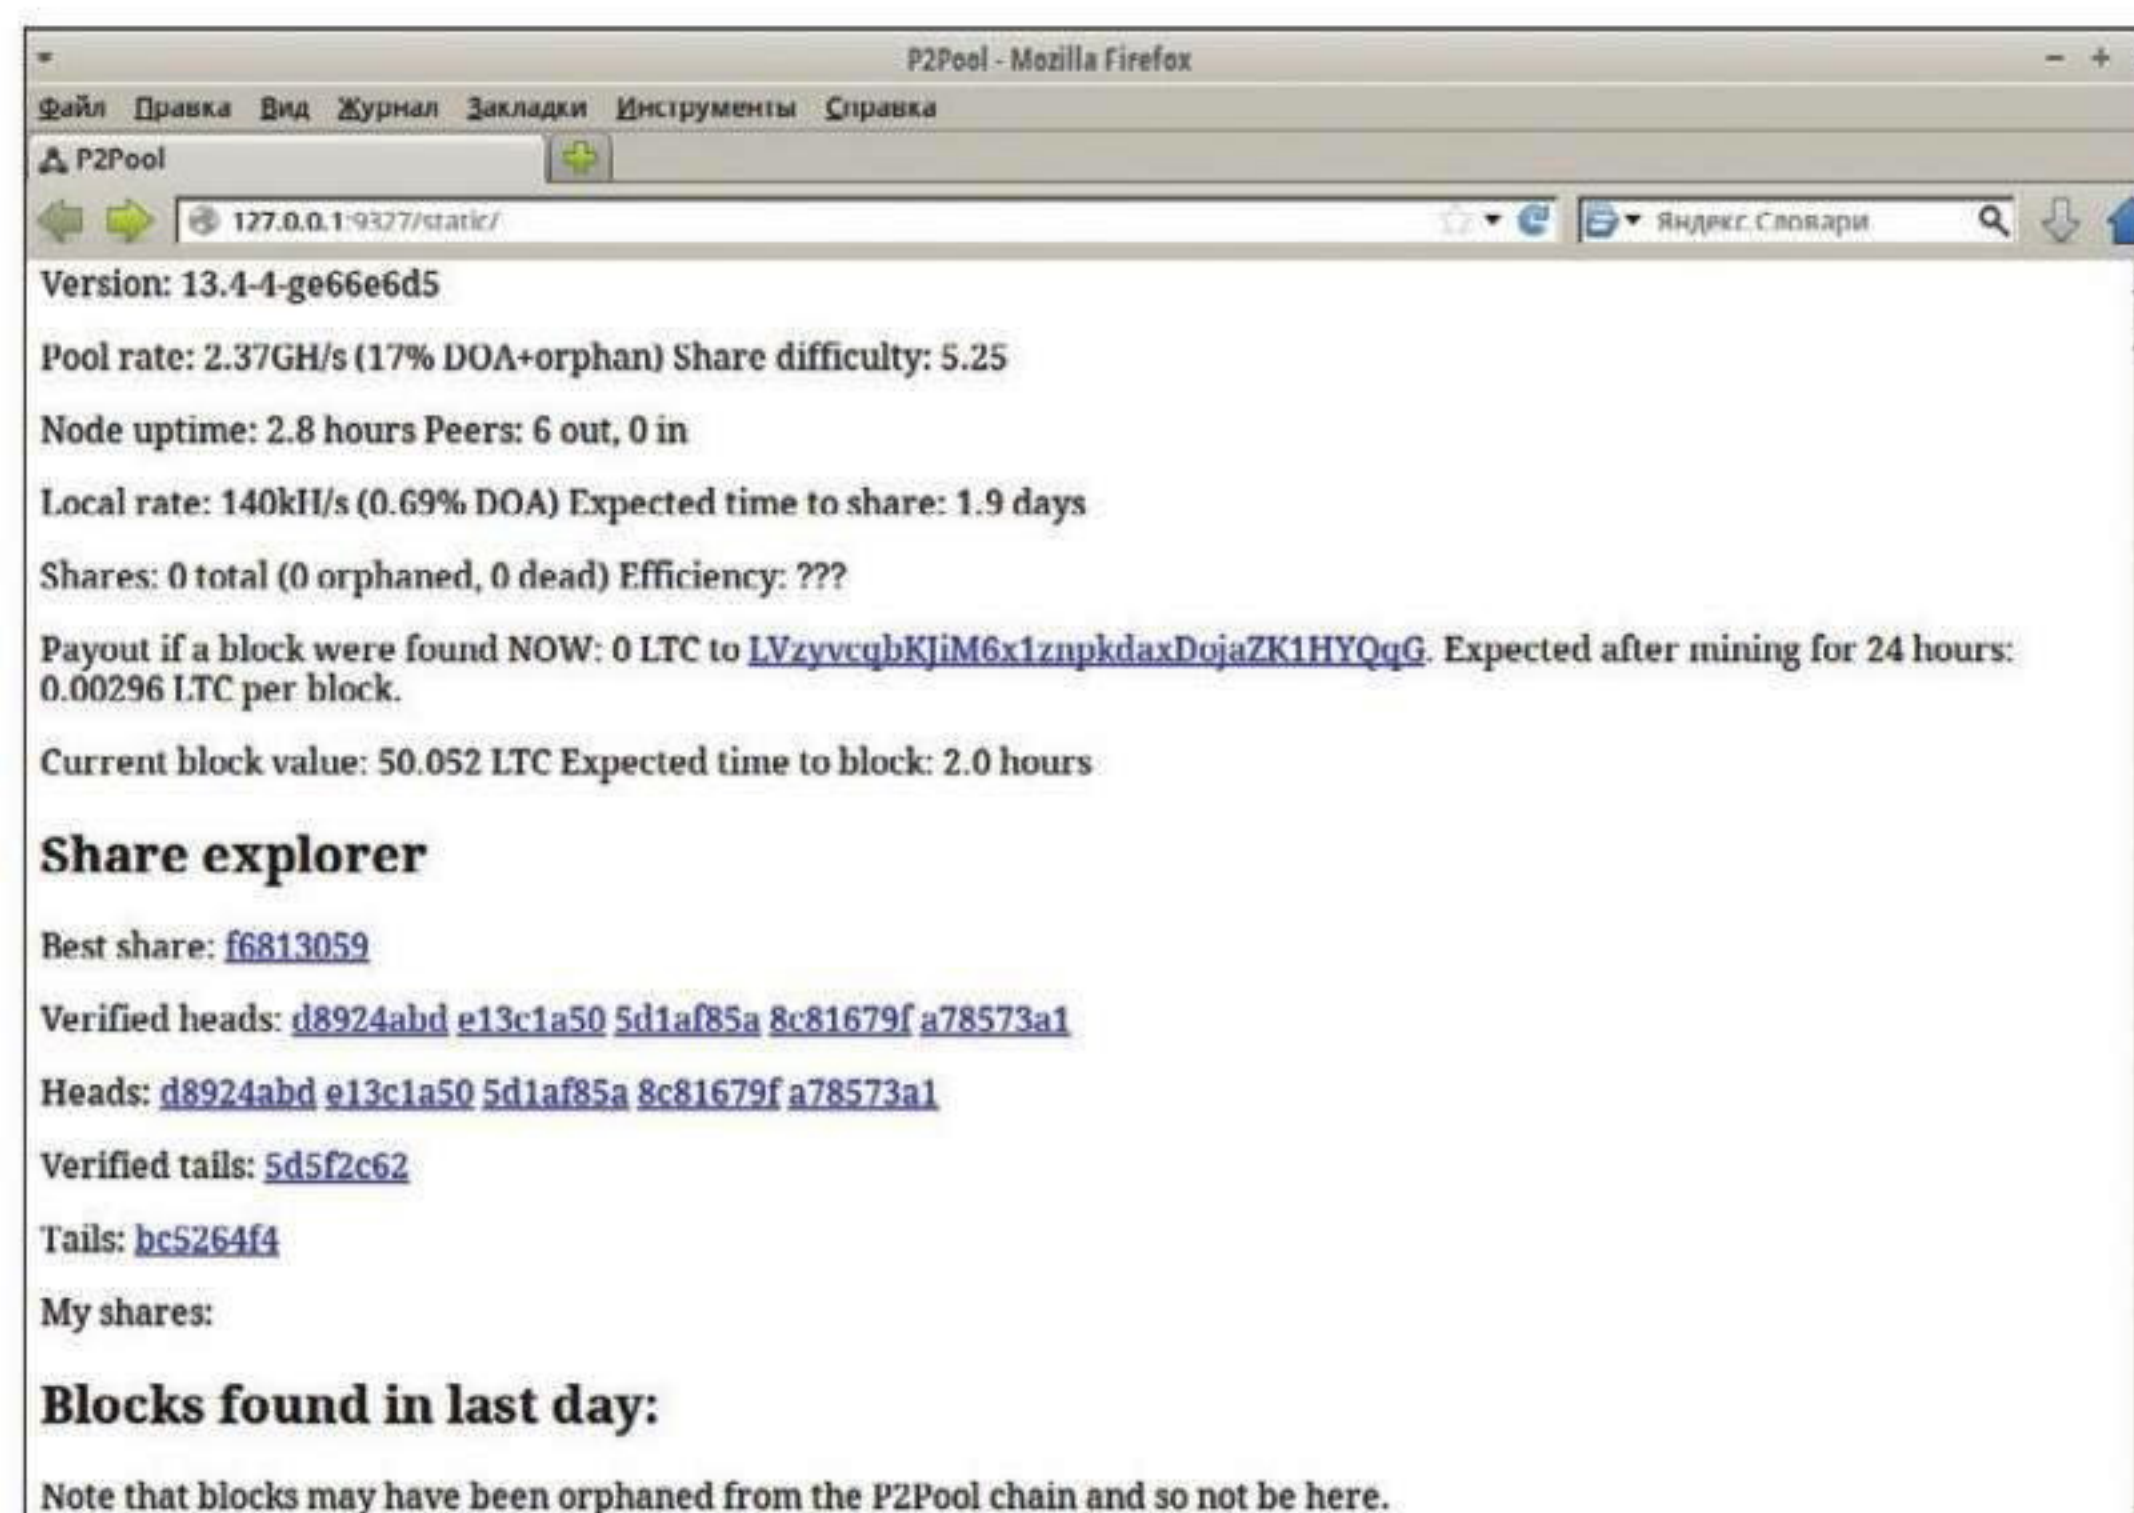 P2Pool - Mozilla Firefox
Файл Правка Вид Журнал Закладки Инструменты Справка
P2Pool
127.0.0.1:9327/static/ Яндекс.Словари
Version: 13.4-4-ge66e6d5
Pool rate: 2.37GH/s (17% DOA+orphan) Share difficulty: 5.25
Node uptime: 2.8 hours Peers: 6 out, 0 in
Local rate: 140kH/s (0.69% DOA) Expected time to share: 1.9 days
Shares: 0 total (0 orphaned, 0 dead) Efficiency: ???
Payout if a block were found NOW: 0 LTC to LVzyvcqbKJiM6x1znpkdaxDojaZK1HYQqG. Expected after mining for 24 hours:
0.00296 LTC per block.
Current block value: 50.052 LTC Expected time to block: 2.0 hours
Share explorer
Best share: f6813059
Verified heads: d8924abd e13c1a50 5d1af85a 8c81679f a78573a1
Heads: d8924abd e13c1a50 5d1af85a 8c81679f a78573a1
Verified tails: 5d5f2c62
Tails: bc5264f4
My shares:
Blocks found in last day:
Note that blocks may have been orphaned from the P2Pool chain and so not be here.